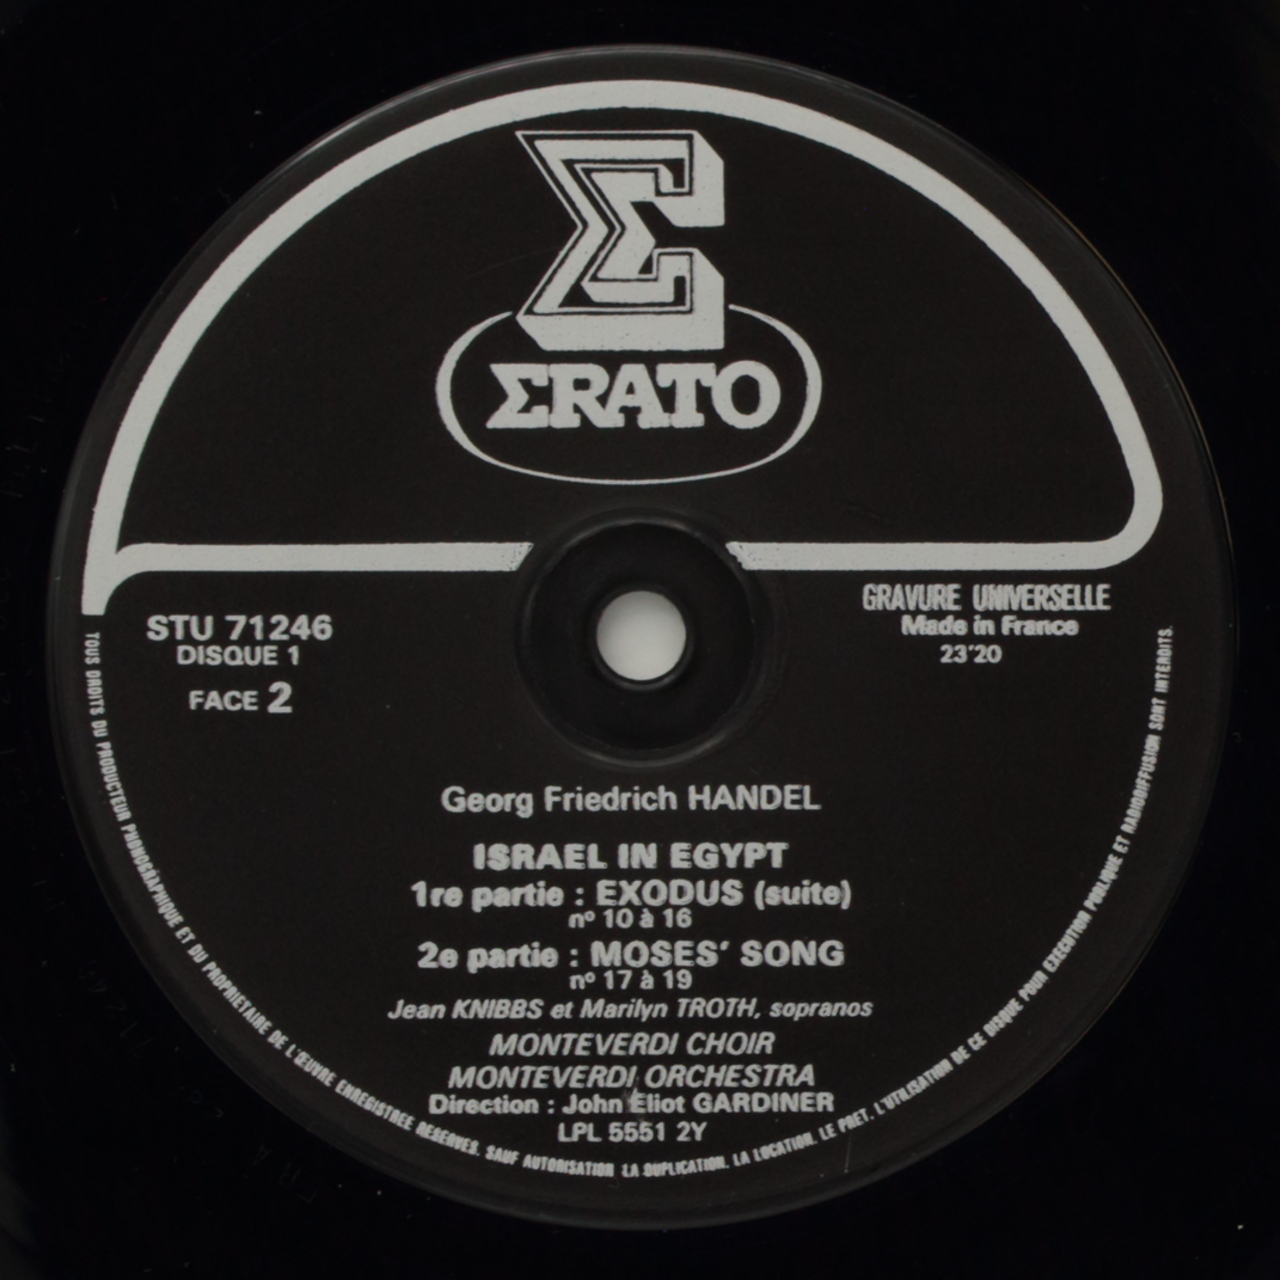 ΣRATO
STU 71246
DISQUE 1
FACE 2
GRAVURE UNIVERSELLE
Made in France
23'20
Georg Friedrich HANDEL
ISRAEL IN EGYPT
1re partie : EXODUS (suite)
nº 10 à 16
2e partie : MOSES' SONG
nº 17 à 19
Jean KNIBBS et Marilyn TROTH, sopranos
MONTEVERDI CHOIR
MONTEVERDI ORCHESTRA
Direction : John Eliot GARDINER
LPL 5551 2Y
TOUS DROITS DU PRODUCTEUR PHONOGRAPHIQUE ET DU PROPRIETAIRE DE L'ŒUVRE ENREGISTREE RESERVES. SAUF AUTORISATION LA DUPLICATION. LA LOCATION. LE PRET. L'UTILISATION DE CE DISQUE POUR EXECUTION PUBLIQUE ET RADIODIFFUSION SONT INTERDITS.